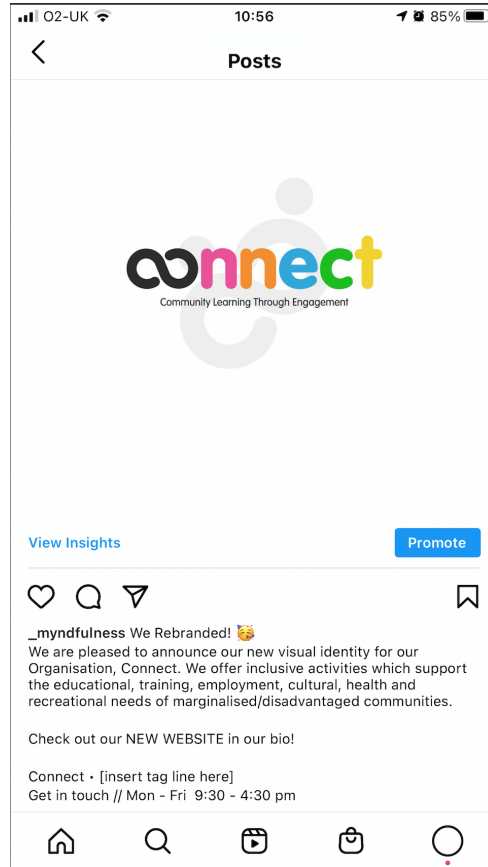 O2-UK 10:56 85%
Posts
connect
Community Learning Through Engagement
View Insights Promote
_myndfulness We Rebranded! 🥳
We are pleased to announce our new visual identity for our
Organisation, Connect. We offer inclusive activities which support
the educational, training, employment, cultural, health and
recreational needs of marginalised/disadvantaged communities.
Check out our NEW WEBSITE in our bio!
Connect • [insert tag line here]
Get in touch // Mon - Fri 9:30 - 4:30 pm